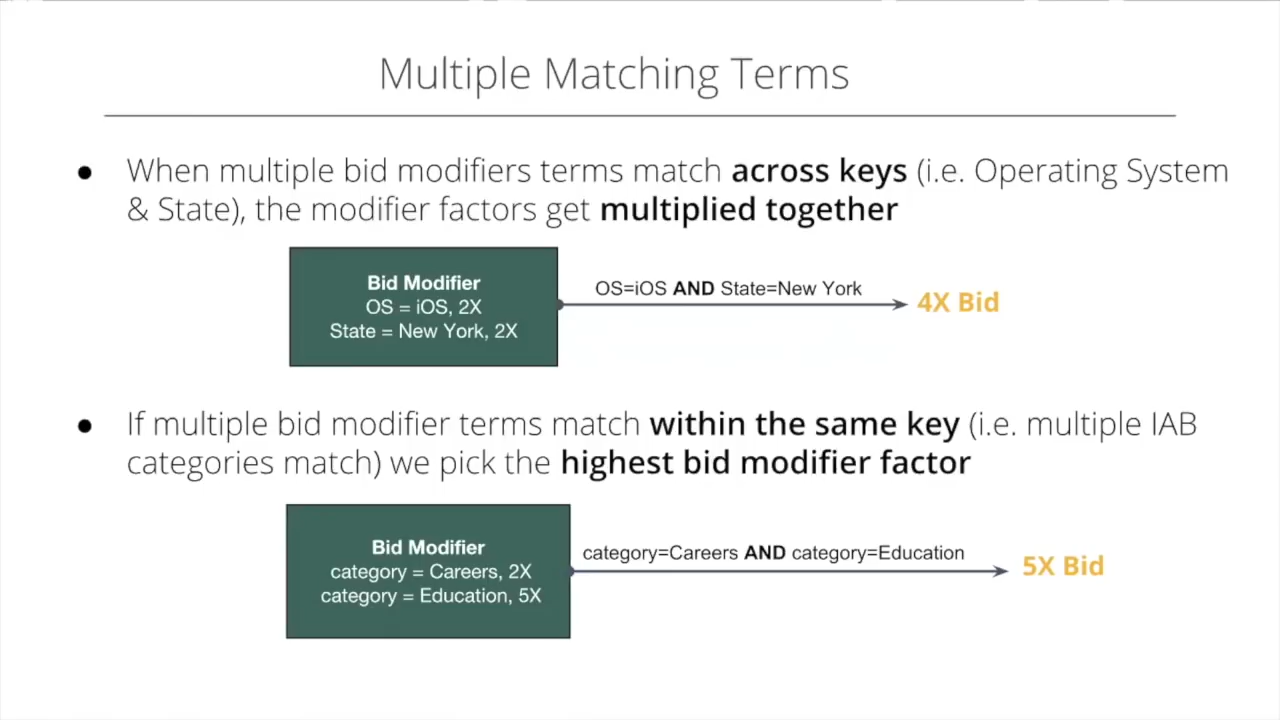 Multiple Matching Terms
● When multiple bid modifiers terms match across keys (i.e. Operating System
& State), the modifier factors get multiplied together
Bid Modifier
OS = iOS, 2X
State = New York, 2X
OS=iOS AND State=New York
4X Bid
● If multiple bid modifier terms match within the same key (i.e. multiple IAB
categories match) we pick the highest bid modifier factor
Bid Modifier
category = Careers, 2X
category = Education, 5X
category=Careers AND category=Education
5X Bid